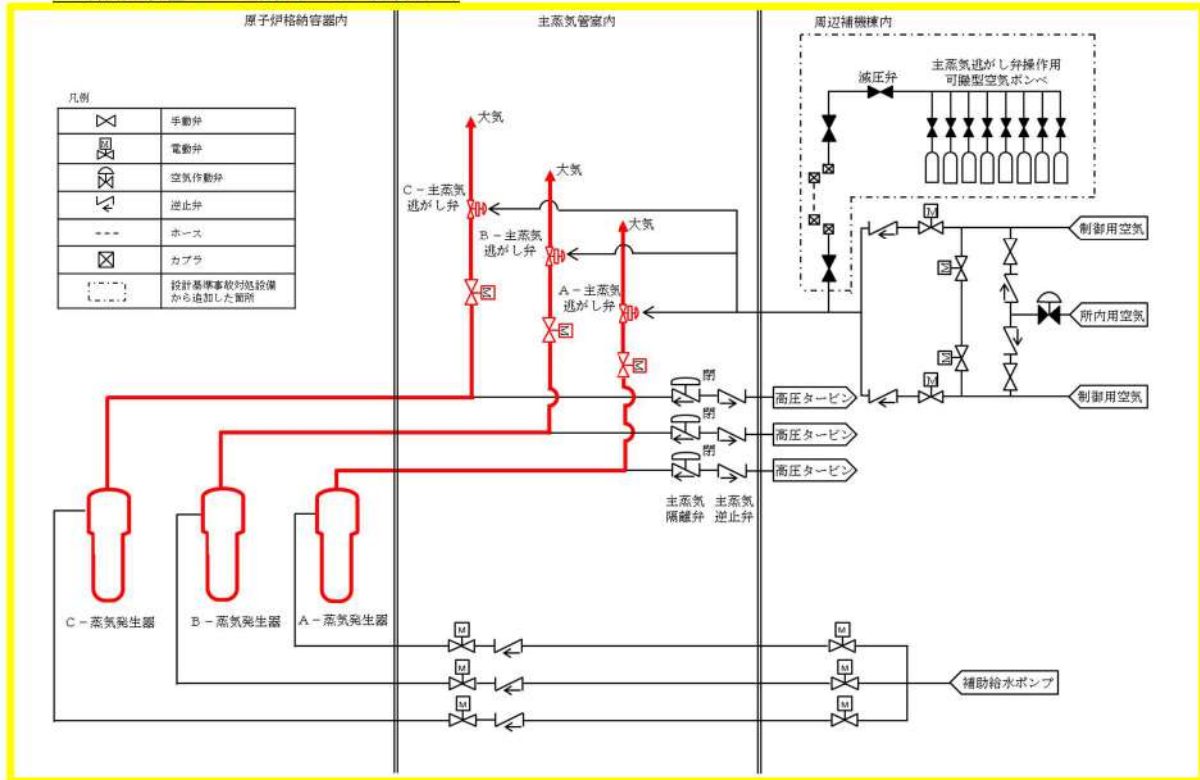 原子炉格納容器内
主蒸気管室内
周辺補機棟内
凡例
手動弁
M
電動弁
空気作動弁
逆止弁
ホース
カプラ
設計基準事故対処設備
から追加した箇所
減圧弁
主蒸気逃がし弁操作用
可搬型空気ボンベ
大気
大気
大気
C-主蒸気
逃がし弁
B-主蒸気
逃がし弁
A-主蒸気
逃がし弁
M
M
M
M
M
M
M
制御用空気
所内用空気
制御用空気
閉
高圧タービン
閉
高圧タービン
閉
高圧タービン
主蒸気
隔離弁
主蒸気
逆止弁
C-蒸気発生器
B-蒸気発生器
A-蒸気発生器
M
M
M
M
M
M
補助給水ポンプ